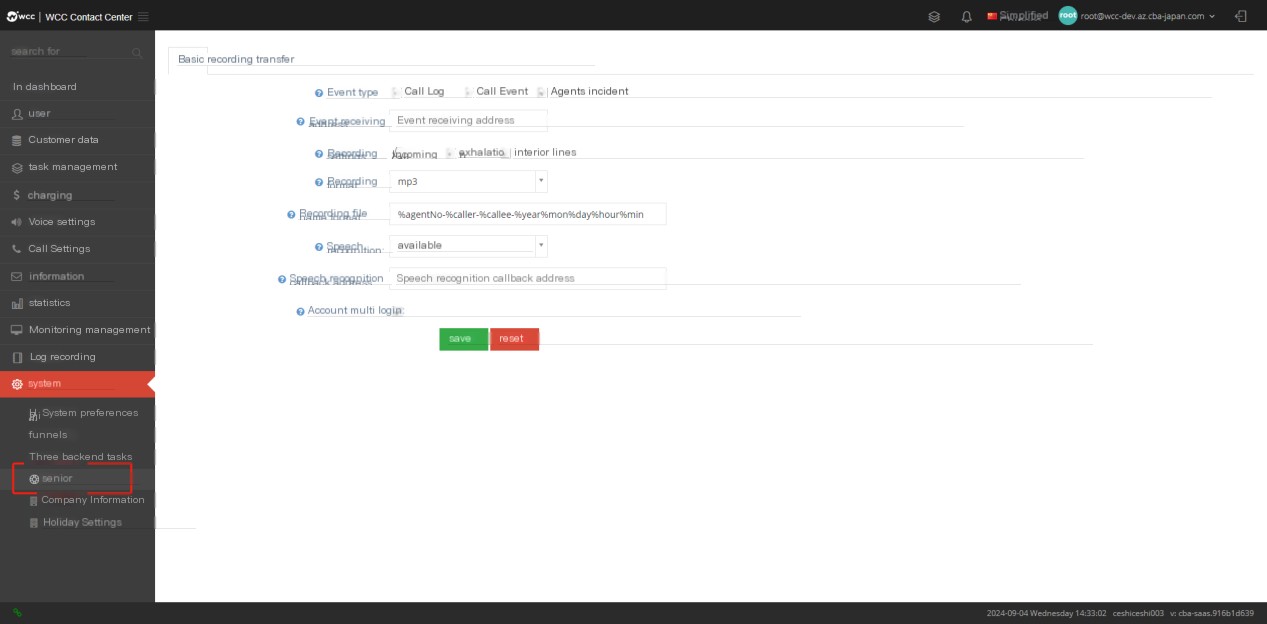 wcc | WCC Contact Center
Simplified
root root@wcc-dev.az.cba-japan.com
search for
In dashboard
user
Customer data
task management
charging
Voice settings
Call Settings
information
statistics
Monitoring management
Log recording
system
System preferences
funnels
Three backend tasks
senior
Company Information
Holiday Settings
Basic recording transfer
Event type Call Log Call Event Agents incident
Event receiving address Event receiving address
Recording Incoming exhalatio interior lines
Recording format mp3
Recording file name format %agentNo-%caller-%callee-%year%mon%day%hour%min
Speech recognition: available
Speech recognition callback address Speech recognition callback address
Account multi login
save reset
2024-09-04 Wednesday 14:33:02 ceshiceshi003 v: cba-saas.916b1d639